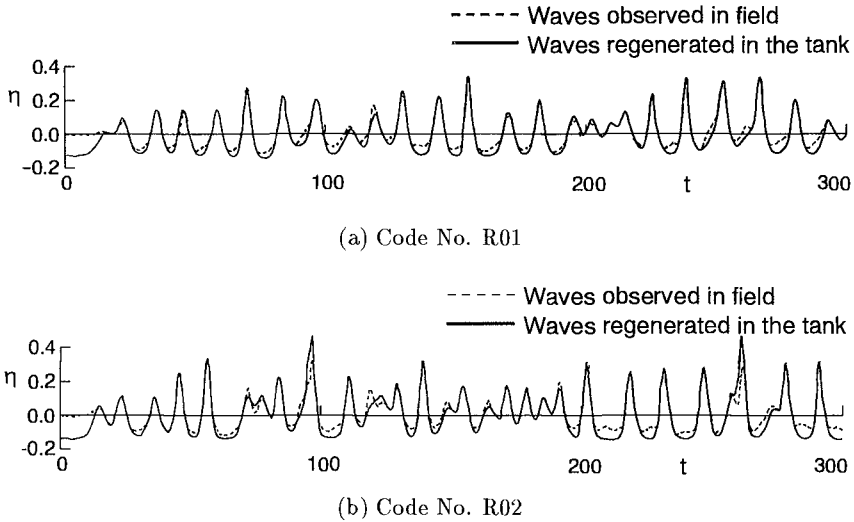 Waves observed in field
Waves regenerated in the tank
0.4
η
0.2
0.0
-0.2
0
100
200
t
300
(a) Code No. R01
Waves observed in field
Waves regenerated in the tank
0.4
η
0.2
0.0
-0.2
0
100
200
t
300
(b) Code No. R02